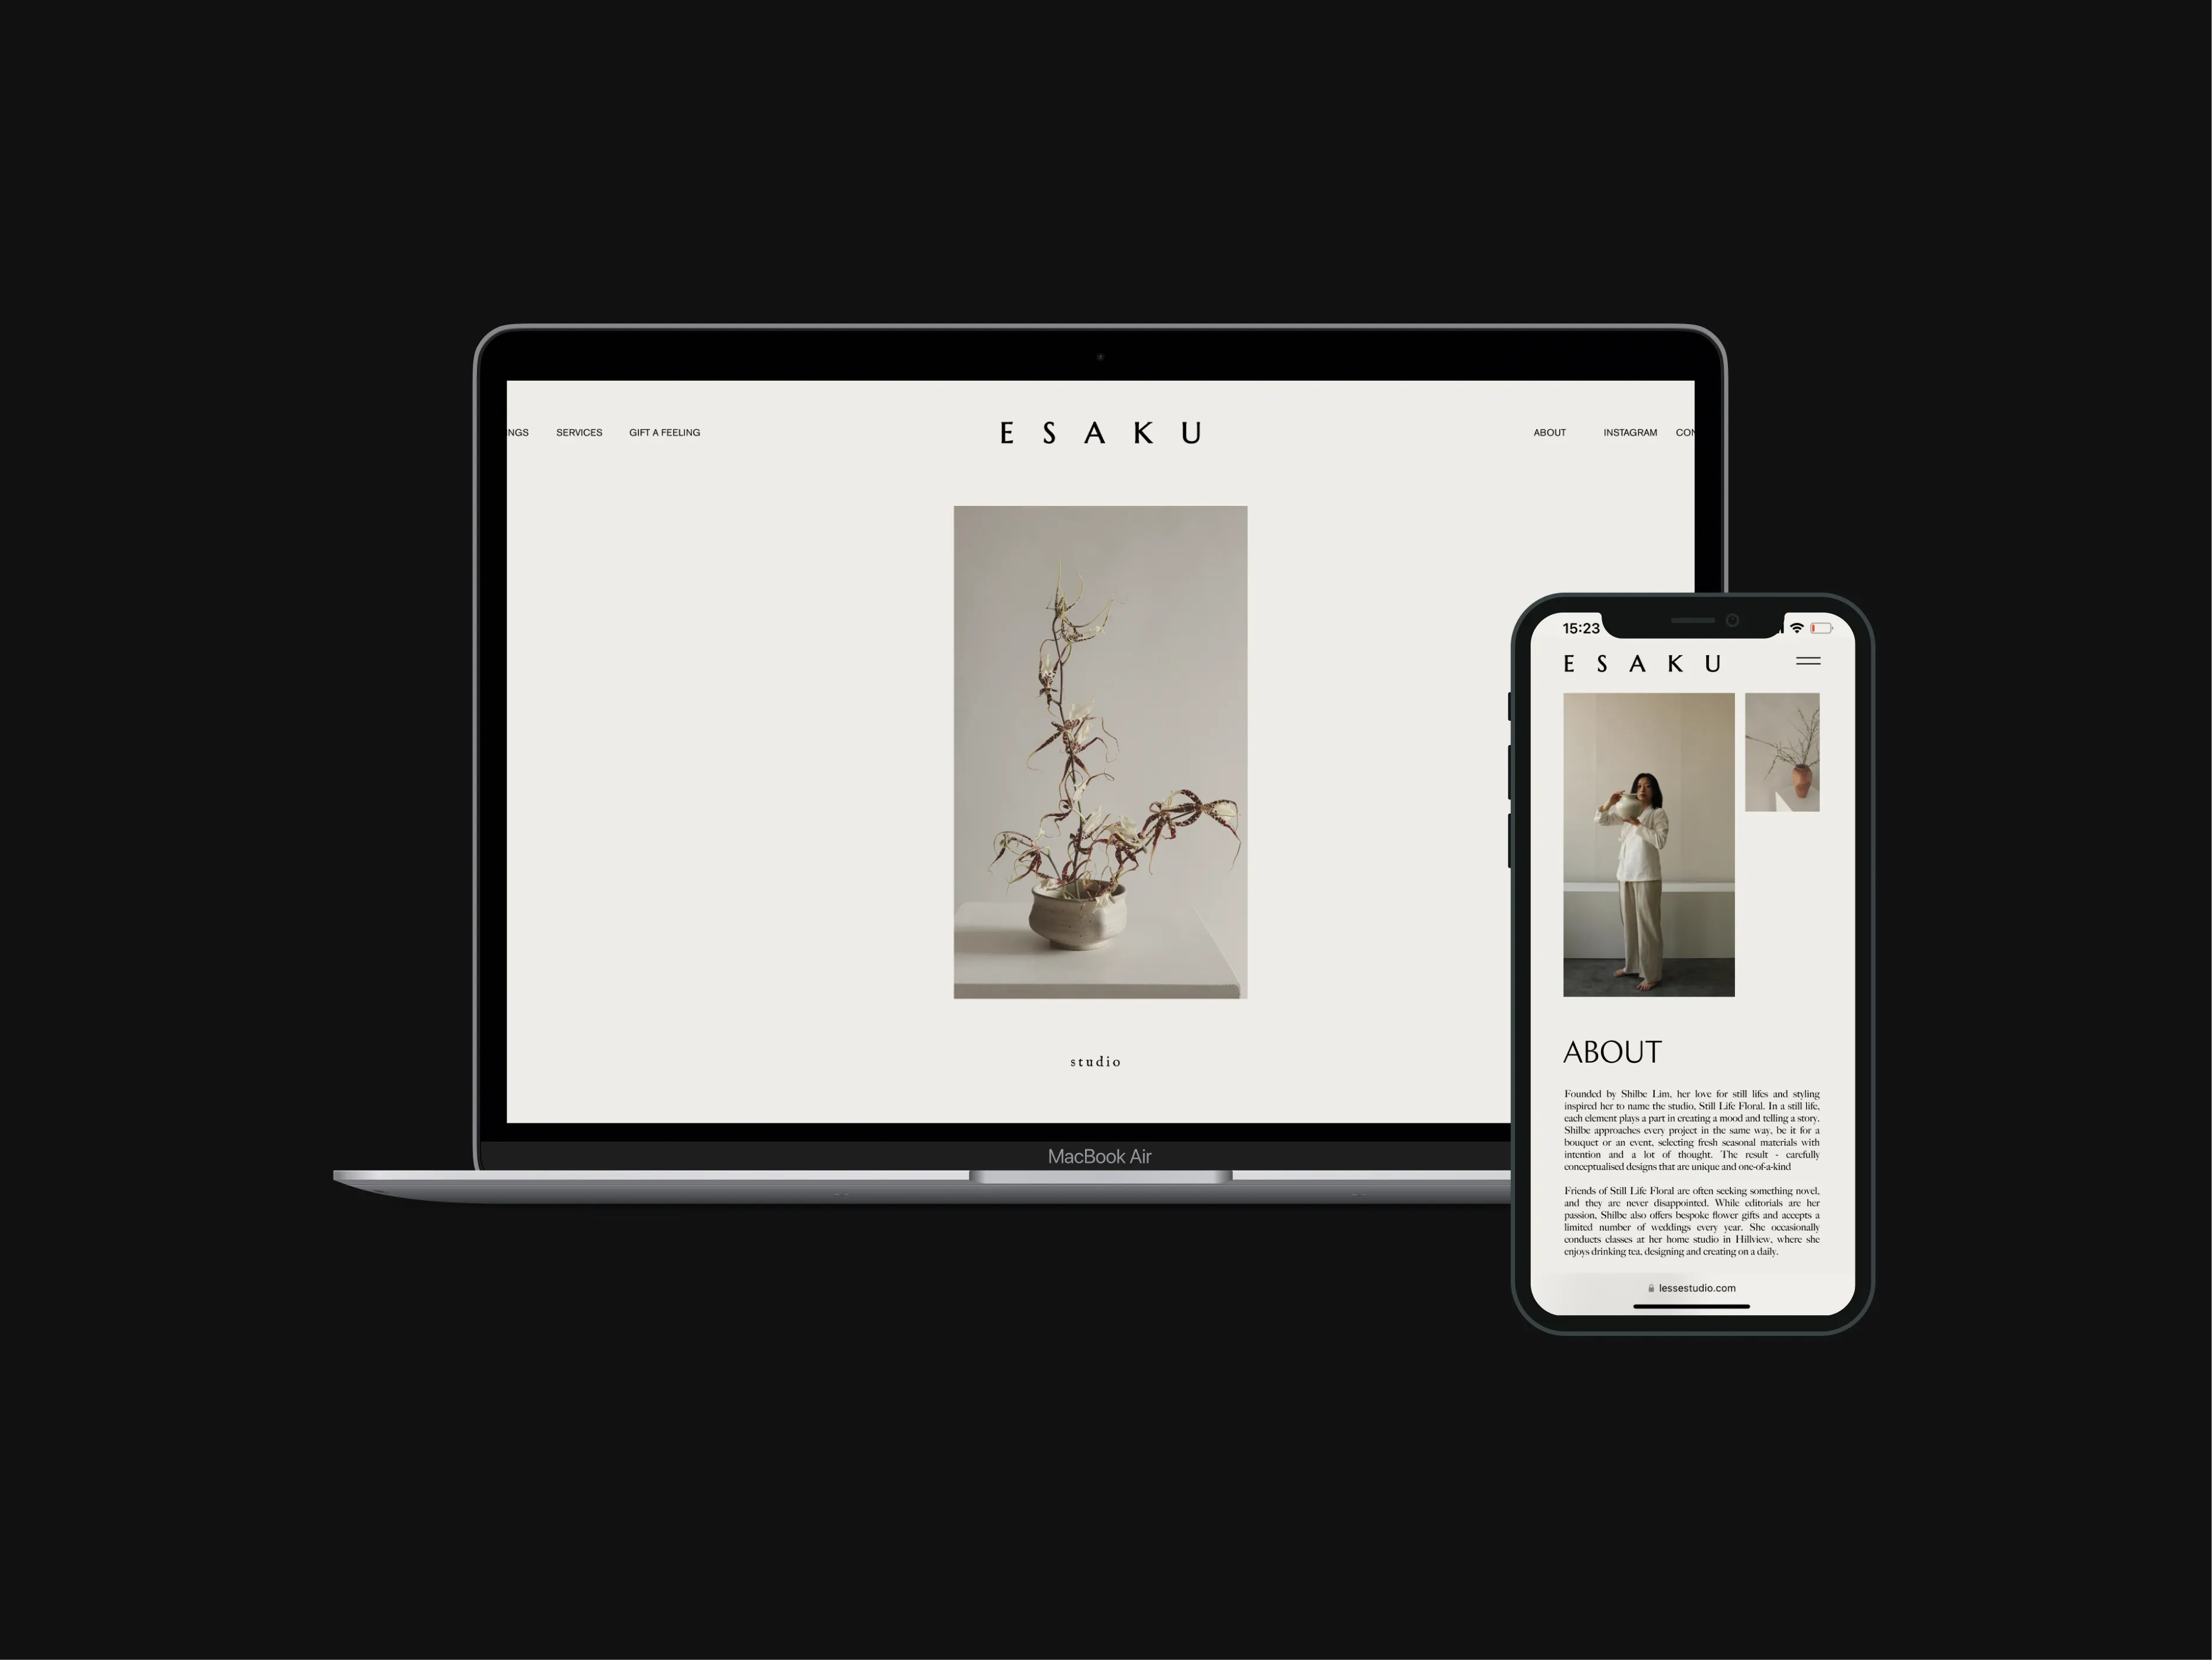 INGS SERVICES GIFT A FEELING
ESAKU
ABOUT INSTAGRAM CON
studio
MacBook Air
15:23
ESAKU
ABOUT
Founded by Shilbe Lim, her love for still lifes and styling
inspired her to name the studio, Still Life Floral. In a still life,
each element plays a part in creating a mood and telling a story.
Shilbe approaches every project in the same way, be it for a
bouquet or an event, selecting fresh seasonal materials with
intention and a lot of thought. The result - carefully
conceptualised designs that are unique and one-of-a-kind
Friends of Still Life Floral are often seeking something novel,
and they are never disappointed. While editorials are her
passion, Shilbe also offers bespoke flower gifts and accepts a
limited number of weddings every year. She occasionally
conducts classes at her home studio in Hillview, where she
enjoys drinking tea, designing and creating on a daily.
lessestudio.com